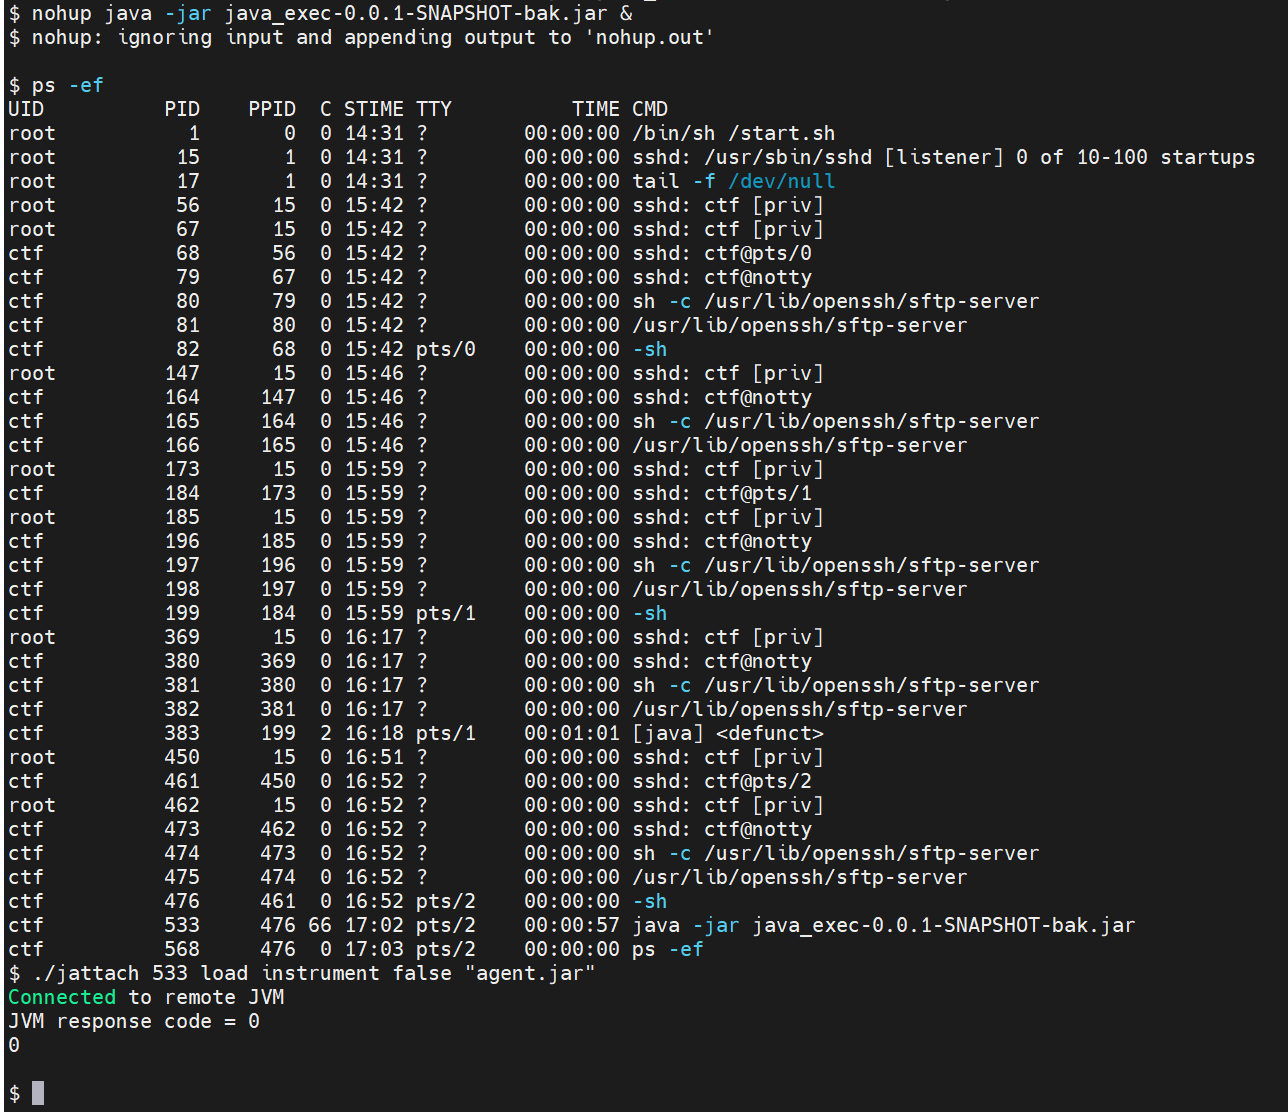 $ nohup java -jar java_exec-0.0.1-SNAPSHOT-bak.jar &
$ nohup: ignoring input and appending output to 'nohup.out'
$ ps -ef
UID          PID    PPID  C STIME TTY          TIME CMD
root           1       0  0 14:31 ?        00:00:00 /bin/sh /start.sh
root          15       1  0 14:31 ?        00:00:00 sshd: /usr/sbin/sshd [listener] 0 of 10-100 startups
root          17       1  0 14:31 ?        00:00:00 tail -f /dev/null
root          56      15  0 15:42 ?        00:00:00 sshd: ctf [priv]
root          67      15  0 15:42 ?        00:00:00 sshd: ctf [priv]
ctf           68      56  0 15:42 ?        00:00:00 sshd: ctf@pts/0
ctf           79      67  0 15:42 ?        00:00:00 sshd: ctf@notty
ctf           80      79  0 15:42 ?        00:00:00 sh -c /usr/lib/openssh/sftp-server
ctf           81      80  0 15:42 ?        00:00:00 /usr/lib/openssh/sftp-server
ctf           82      68  0 15:42 pts/0    00:00:00 -sh
root         147      15  0 15:46 ?        00:00:00 sshd: ctf [priv]
ctf          164     147  0 15:46 ?        00:00:00 sshd: ctf@notty
ctf          165     164  0 15:46 ?        00:00:00 sh -c /usr/lib/openssh/sftp-server
ctf          166     165  0 15:46 ?        00:00:00 /usr/lib/openssh/sftp-server
root         173      15  0 15:59 ?        00:00:00 sshd: ctf [priv]
ctf          184     173  0 15:59 ?        00:00:00 sshd: ctf@pts/1
root         185      15  0 15:59 ?        00:00:00 sshd: ctf [priv]
ctf          196     185  0 15:59 ?        00:00:00 sshd: ctf@notty
ctf          197     196  0 15:59 ?        00:00:00 sh -c /usr/lib/openssh/sftp-server
ctf          198     197  0 15:59 ?        00:00:00 /usr/lib/openssh/sftp-server
ctf          199     184  0 15:59 pts/1    00:00:00 -sh
root         369      15  0 16:17 ?        00:00:00 sshd: ctf [priv]
ctf          380     369  0 16:17 ?        00:00:00 sshd: ctf@notty
ctf          381     380  0 16:17 ?        00:00:00 sh -c /usr/lib/openssh/sftp-server
ctf          382     381  0 16:17 ?        00:00:00 /usr/lib/openssh/sftp-server
ctf          383     199  2 16:18 pts/1    00:01:01 [java] <defunct>
root         450      15  0 16:51 ?        00:00:00 sshd: ctf [priv]
ctf          461     450  0 16:52 ?        00:00:00 sshd: ctf@pts/2
root         462      15  0 16:52 ?        00:00:00 sshd: ctf [priv]
ctf          473     462  0 16:52 ?        00:00:00 sshd: ctf@notty
ctf          474     473  0 16:52 ?        00:00:00 sh -c /usr/lib/openssh/sftp-server
ctf          475     474  0 16:52 ?        00:00:00 /usr/lib/openssh/sftp-server
ctf          476     461  0 16:52 pts/2    00:00:00 -sh
ctf          533     476 66 17:02 pts/2    00:00:57 java -jar java_exec-0.0.1-SNAPSHOT-bak.jar
ctf          568     476  0 17:03 pts/2    00:00:00 ps -ef
$ ./jattach 533 load instrument false "agent.jar"
Connected to remote JVM
JVM response code = 0
0
$